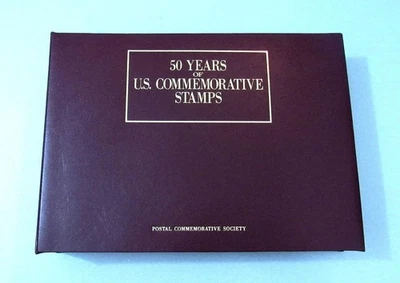 50 YEARS
OF
U.S. COMMEMORATIVE
STAMPS
POSTAL COMMEMORATIVE SOCIETY